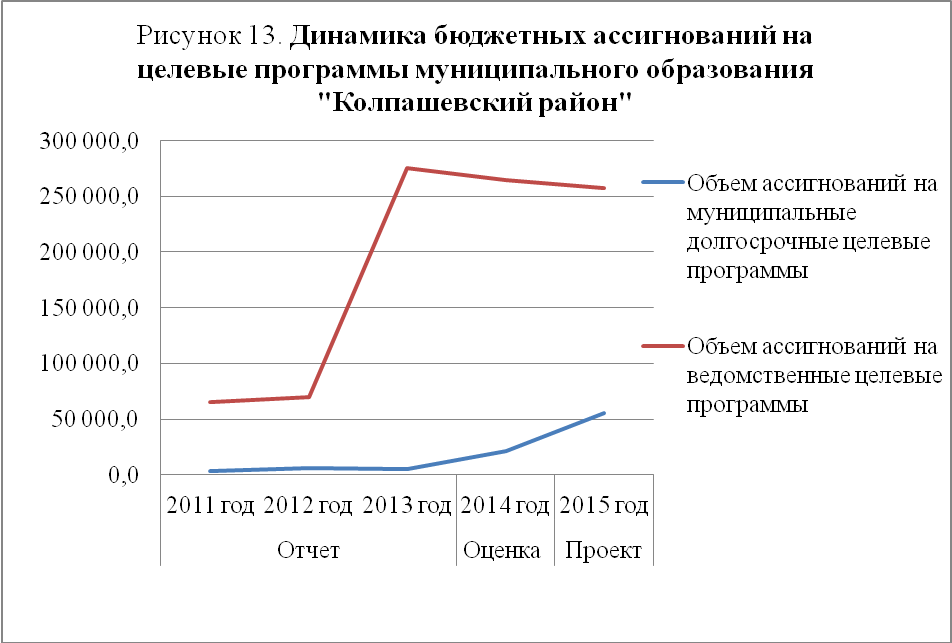 Рисунок 13. Динамика бюджетных ассигнований на
целевые программы муниципального образования
"Колпашевский район"
300 000,0
250 000,0
200 000,0
150 000,0
100 000,0
50 000,0
0,0
2011 год 2012 год 2013 год 2014 год 2015 год
Отчет Оценка Проект
Объем ассигнований на
муниципальные
долгосрочные целевые
программы
Объем ассигнований на
ведомственные целевые
программы